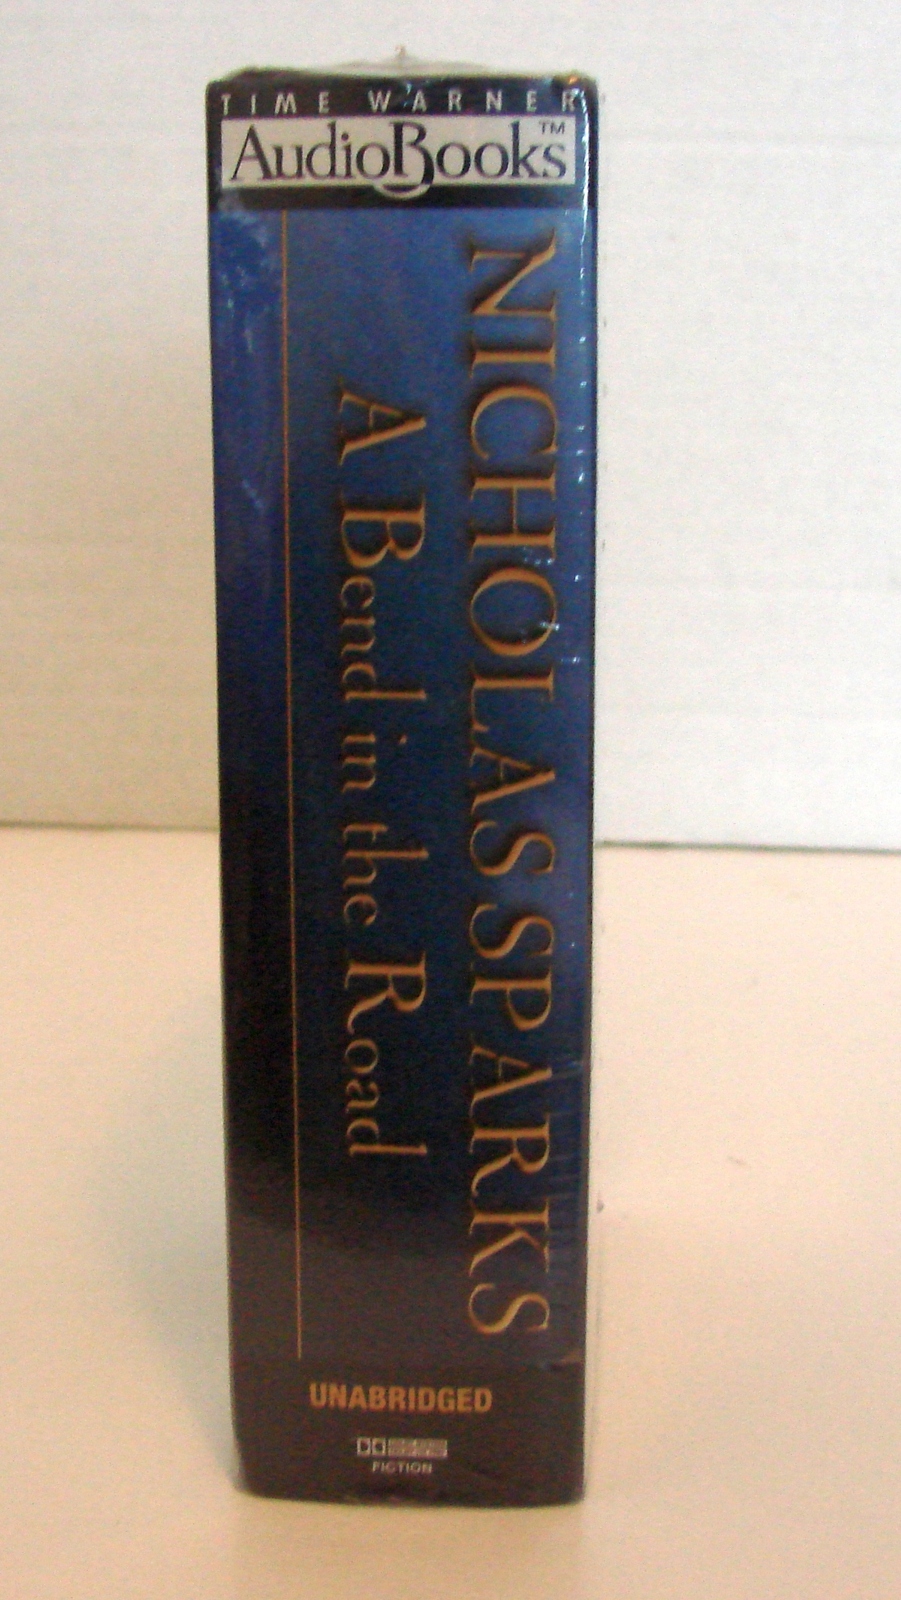 TIME WARNER
AudioBooks™
NICHOLAS SPARKS
A Bend in the Road
UNABRIDGED
FICTION